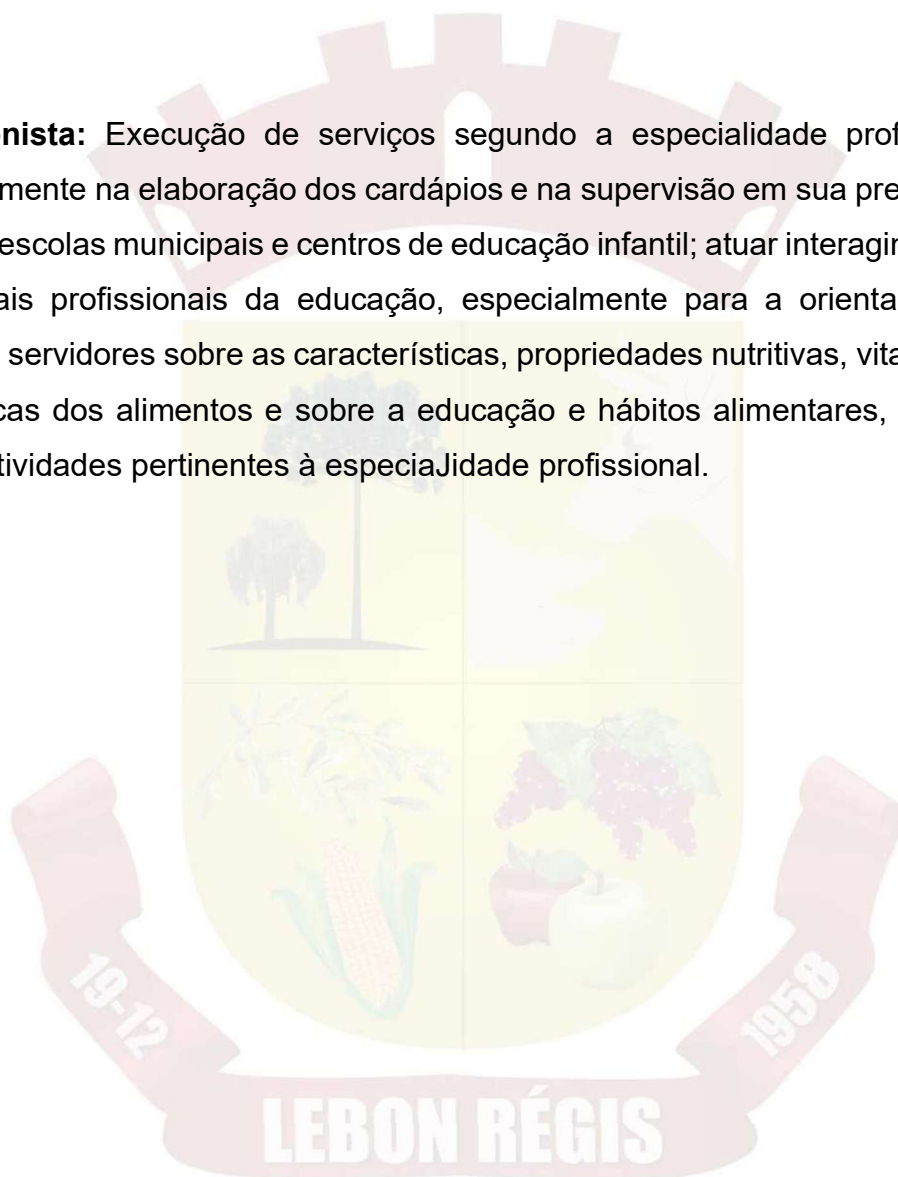 nista: Execução de serviços segundo a especialidade prof
mente na elaboração dos cardápios e na supervisão em sua pre
escolas municipais e centros de educação infantil; atuar interagir
ais profissionais da educação, especialmente para a orienta
servidores sobre as características, propriedades nutritivas, vita
cas dos alimentos e sobre a educação e hábitos alimentares,
tividades pertinentes à especiaJidade profissional.
19-12
1958
LEBON RÉGIS